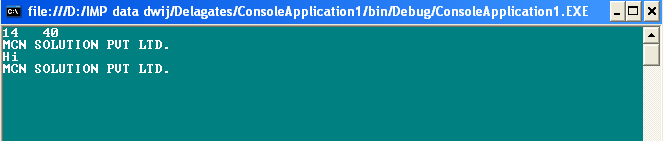 file:///D:/IMP data dwij/Delagates/ConsoleApplication1/bin/Debug/ConsoleApplication1.EXE
14   40
MCN SOLUTION PVT LTD.
Hi
MCN SOLUTION PVT LTD.